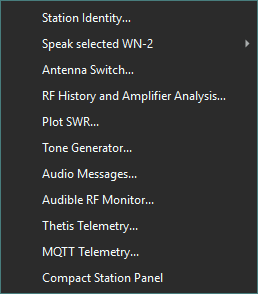 Station Identity...
Speak selected WN-2
Antenna Switch...
RF History and Amplifier Analysis...
Plot SWR...
Tone Generator...
Audio Messages...
Audible RF Monitor...
Thetis Telemetry...
MQTT Telemetry...
Compact Station Panel